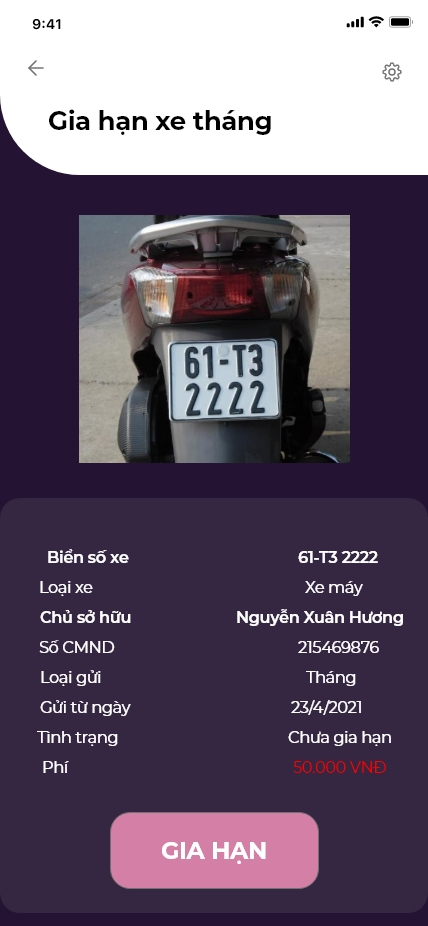 9:41
Gia hạn xe tháng
61-T3
2222
Biển số xe 61-T3 2222
Loại xe Xe máy
Chủ sở hữu Nguyễn Xuân Hương
Số CMND 215469876
Loại gửi Tháng
Gửi từ ngày 23/4/2021
Tình trạng Chưa gia hạn
Phí 50.000 VNĐ
GIA HẠN